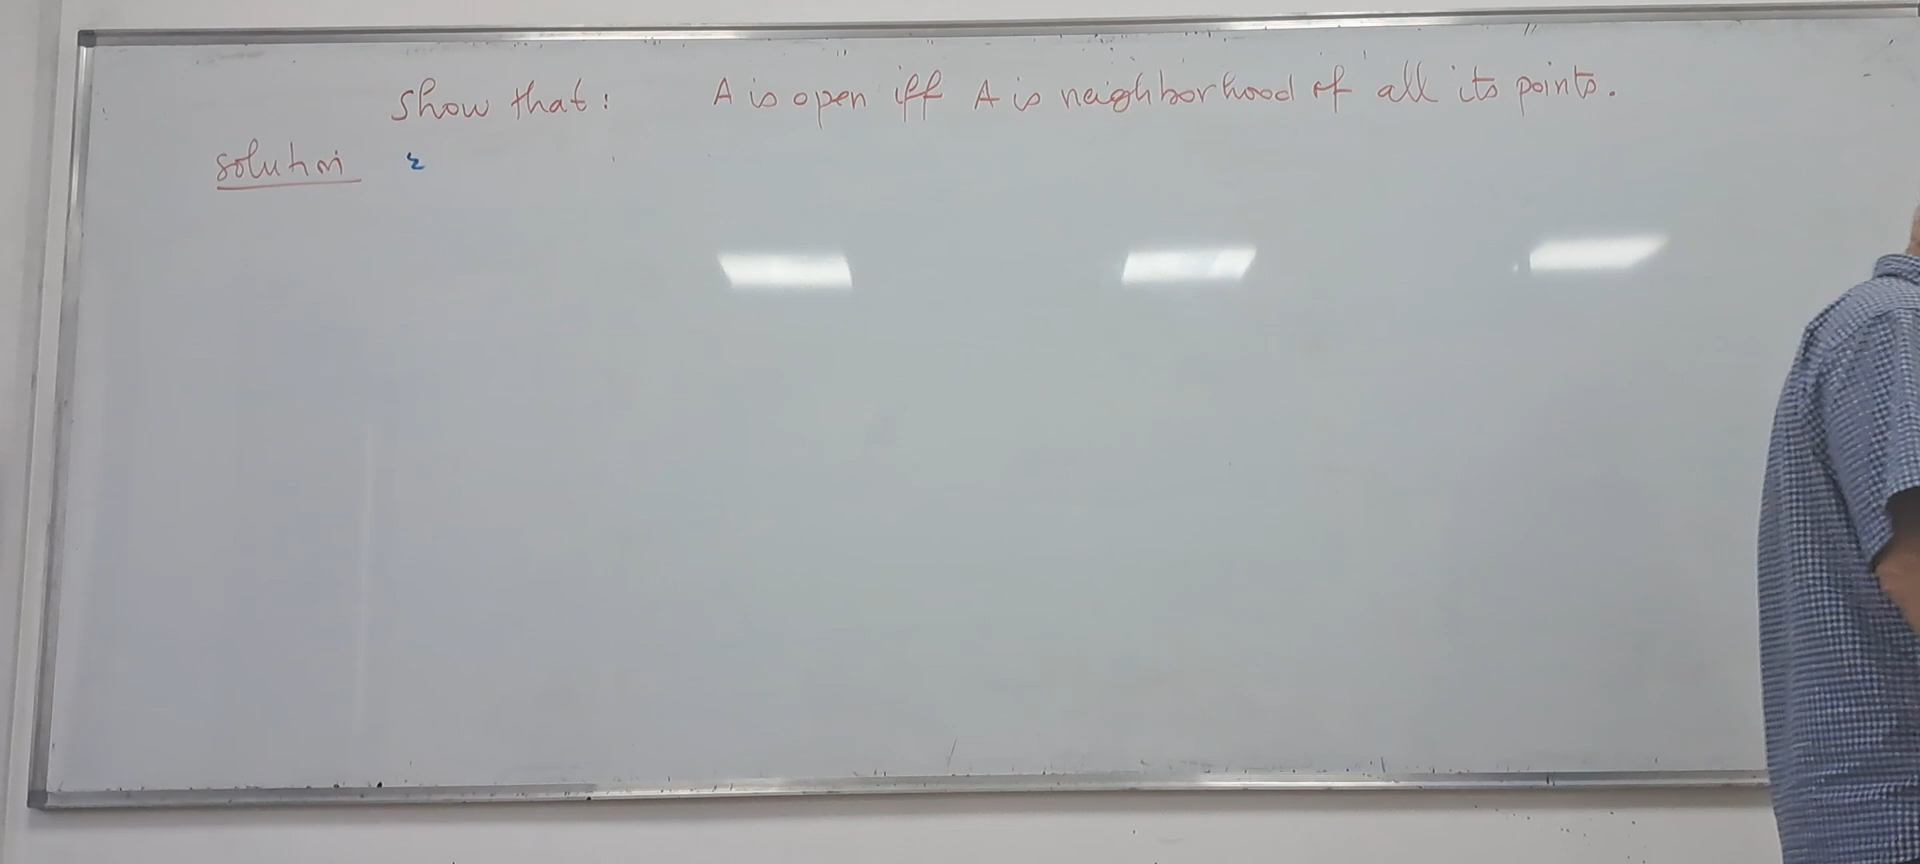 show that : A is open iff A is neighborhood of all its points.
solution :